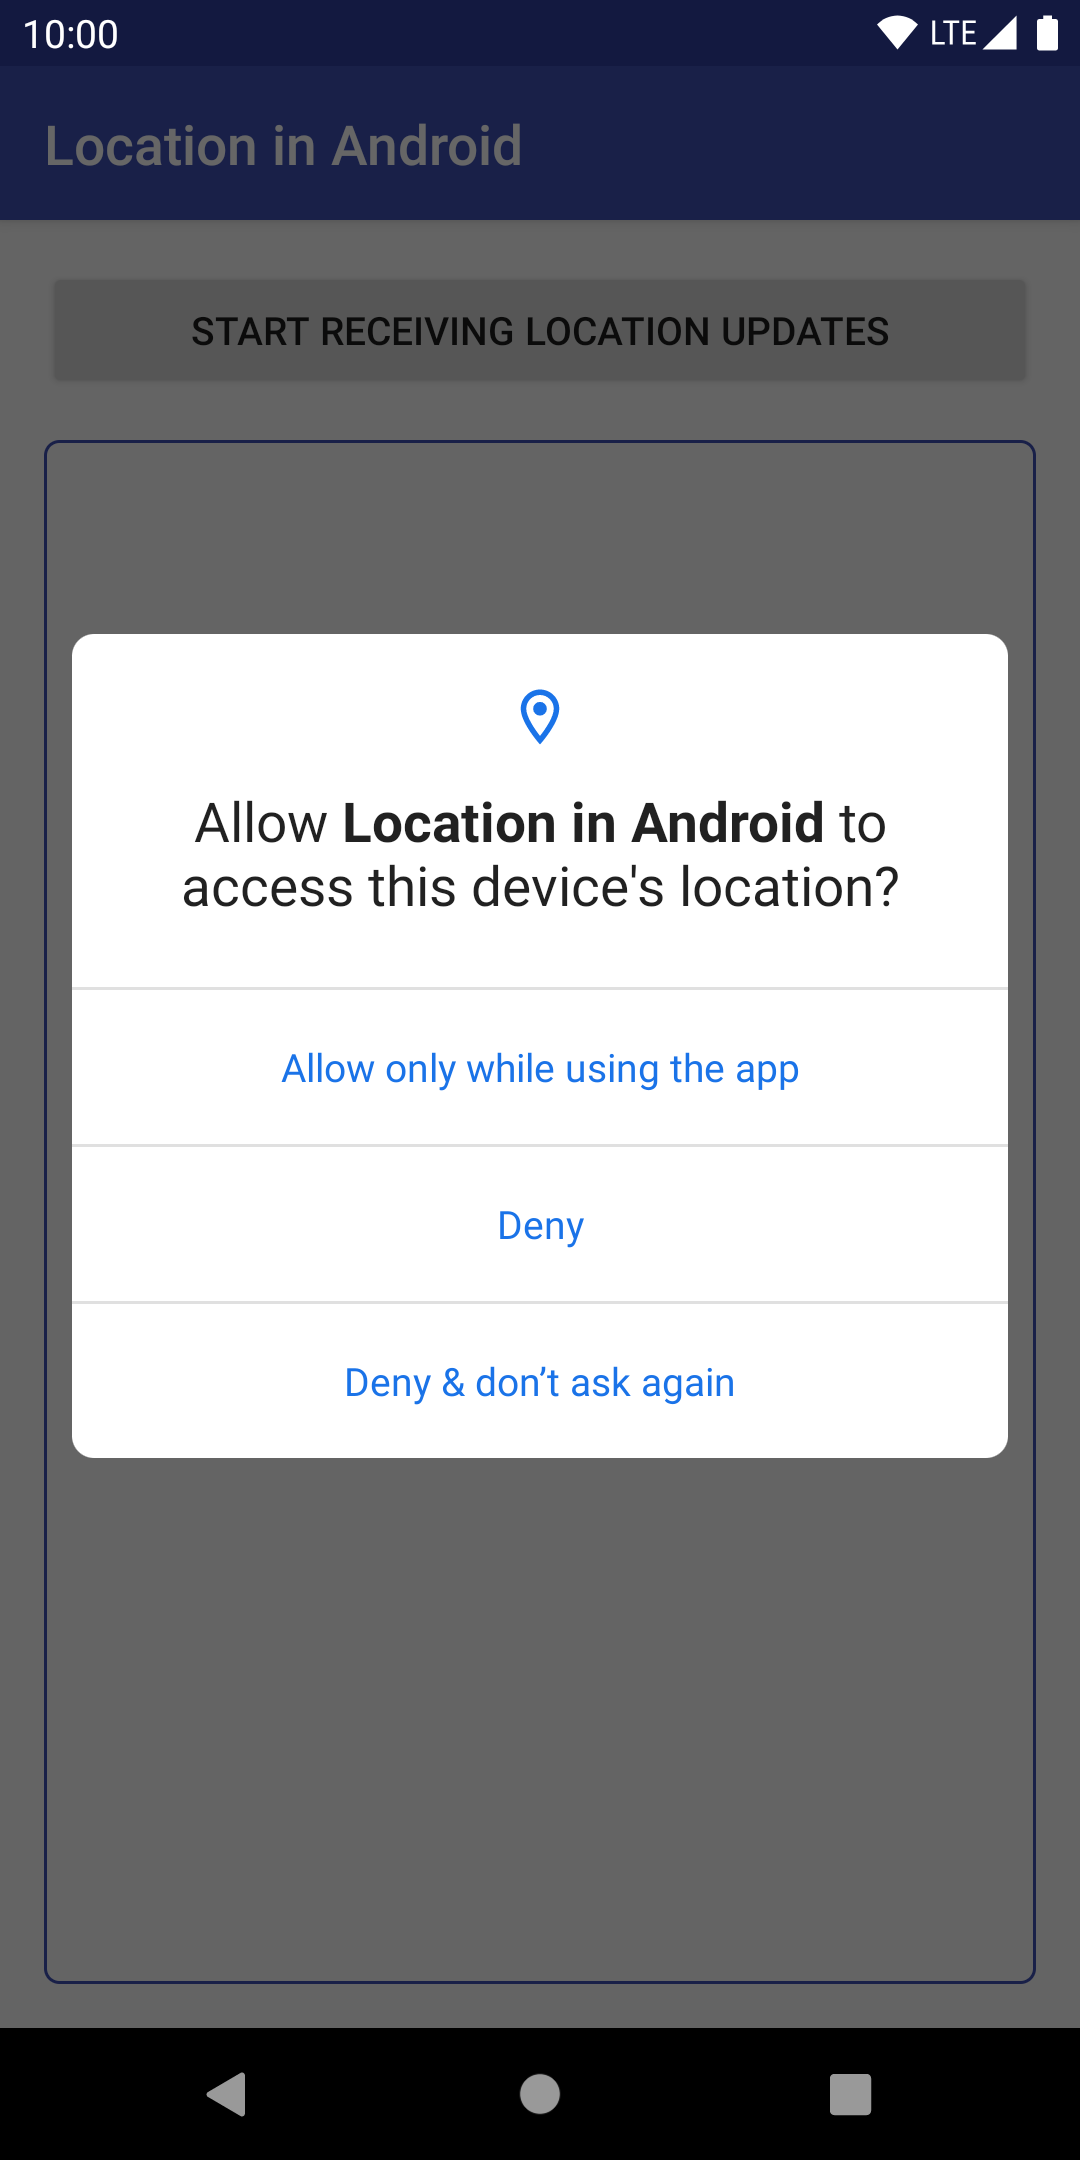 10:00 LTE
Location in Android
START RECEIVING LOCATION UPDATES
Allow Location in Android to
access this device's location?
Allow only while using the app
Deny
Deny & don’t ask again